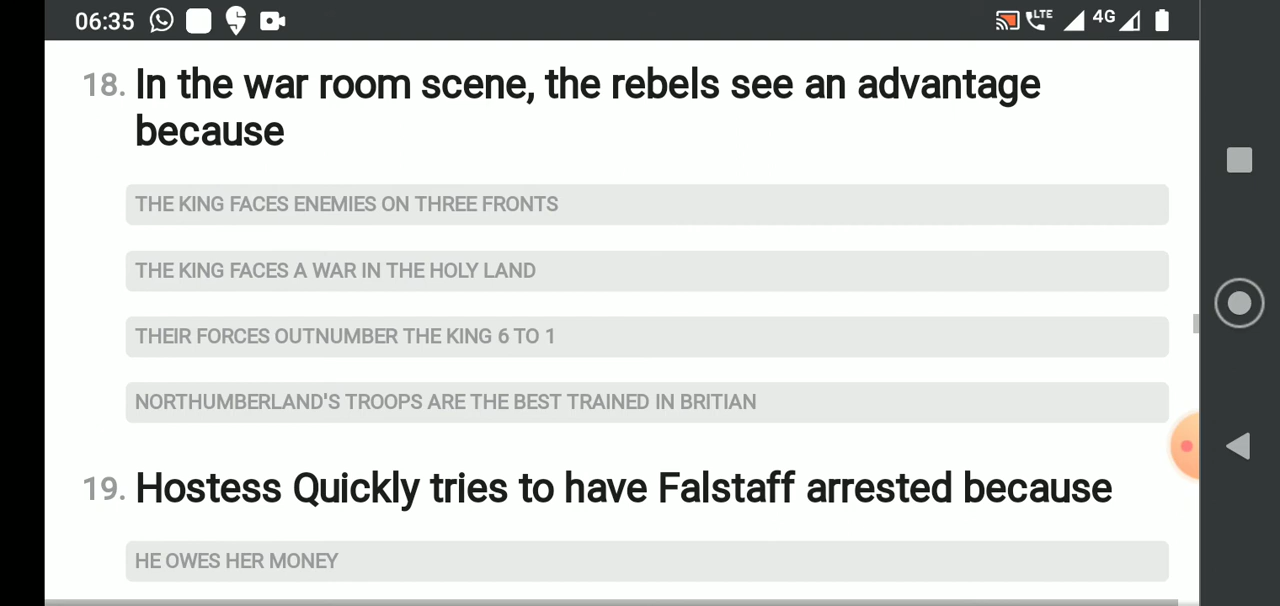 06:35
LTE
4G
18. In the war room scene, the rebels see an advantage
because
THE KING FACES ENEMIES ON THREE FRONTS
THE KING FACES A WAR IN THE HOLY LAND
THEIR FORCES OUTNUMBER THE KING 6 TO 1
NORTHUMBERLAND'S TROOPS ARE THE BEST TRAINED IN BRITIAN
19. Hostess Quickly tries to have Falstaff arrested because
HE OWES HER MONEY